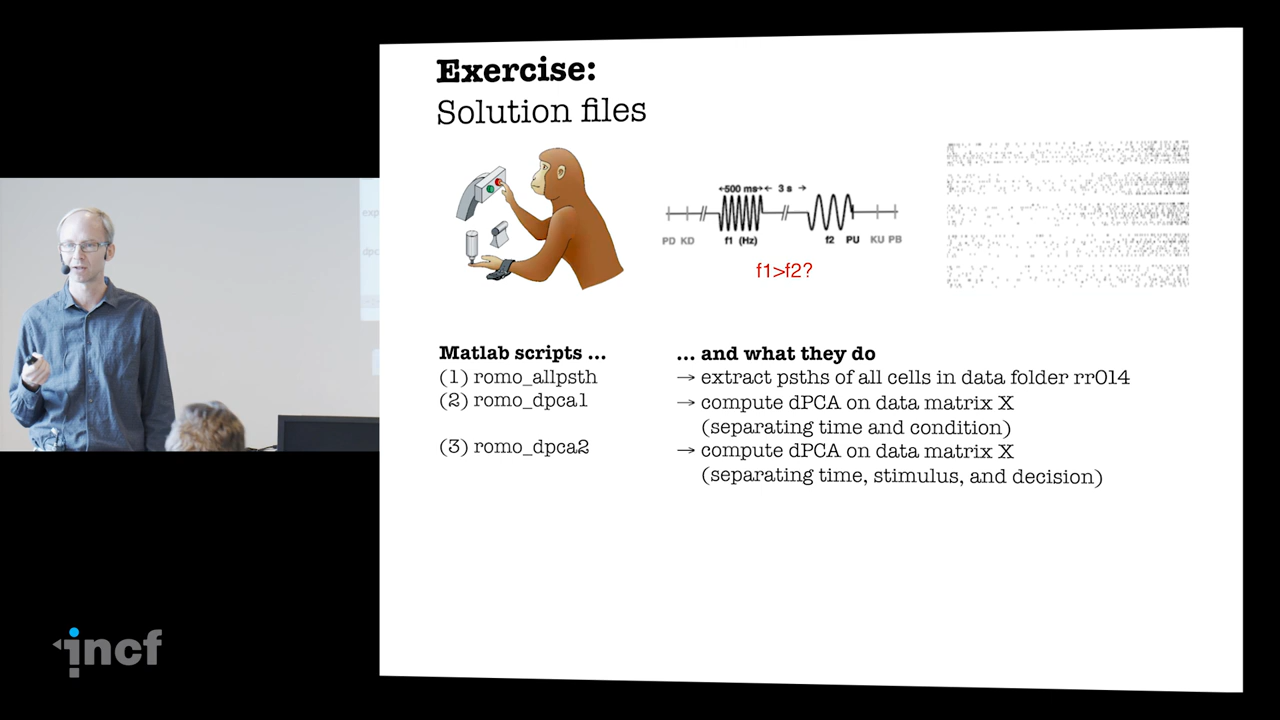 Exercise:
Solution files
500 ms
3 s
PD KD
f1 (Hz)
f2 PU KU PB
f1>f2?
Matlab scripts ...
... and what they do
(1) romo_allpsth
→ extract psths of all cells in data folder rr014
(2) romo_dpca1
→ compute dPCA on data matrix X
(separating time and condition)
(3) romo_dpca2
→ compute dPCA on data matrix X
(separating time, stimulus, and decision)
exp
dpc
incf